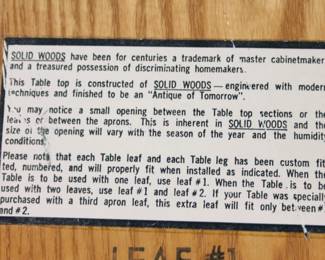 SOLID WOODS have been for centuries a trademark of master cabinetmaker
and a treasured possession of discriminating homemakers.
This Table top is constructed of SOLID WOODS—engineered with modern
techniques and finished to be an "Antique of Tomorrow".
You may notice a small opening between the Table top sections or the
leaves or between the aprons. This is inherent in SOLID WOODS and the
size of the opening will vary with the season of the year and the humidity
conditions.
Please note that each Table leaf and each Table leg has been custom fit
ted, numbered, and will properly fit when installed as indicated. When the
Table is to be used with one leaf, use leaf #1. When the Table is to be
used with two leaves, use leaf #1 and leaf #2. If your Table was specially
purchased with a third apron leaf, this extra leaf will fit only between #
and #2.
LEAF #1